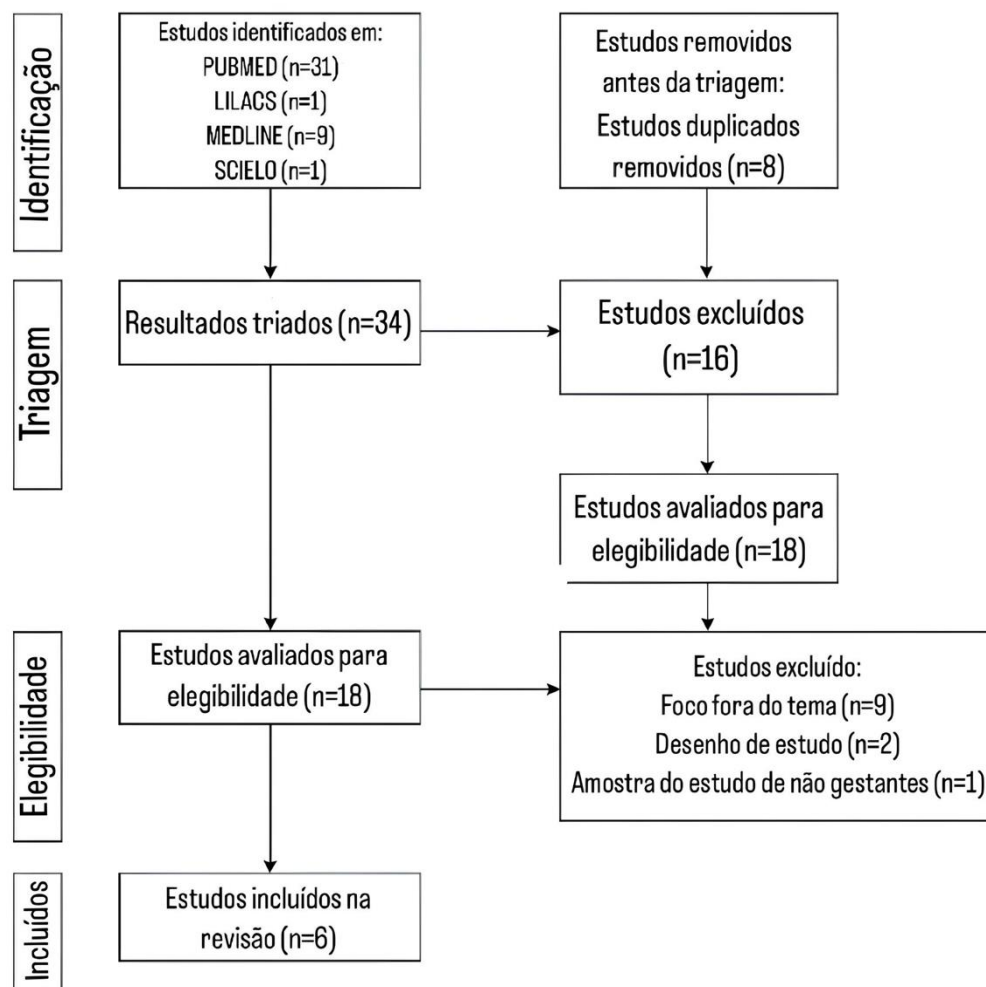 Identificação
Estudos identificados em:
PUBMED (n=31)
LILACS (n=1)
MEDLINE (n=9)
SCIELO (n=1)
Estudos removidos
antes da triagem:
Estudos duplicados
removidos (n=8)
Triagem
Resultados triados (n=34)
Estudos excluídos
(n=16)
Estudos avaliados para
elegibilidade (n=18)
Elegibilidade
Estudos avaliados para
elegibilidade (n=18)
Estudos excluído:
Foco fora do tema (n=9)
Desenho de estudo (n=2)
Amostra do estudo de não gestantes (n=1)
Incluídos
Estudos incluídos na
revisão (n=6)